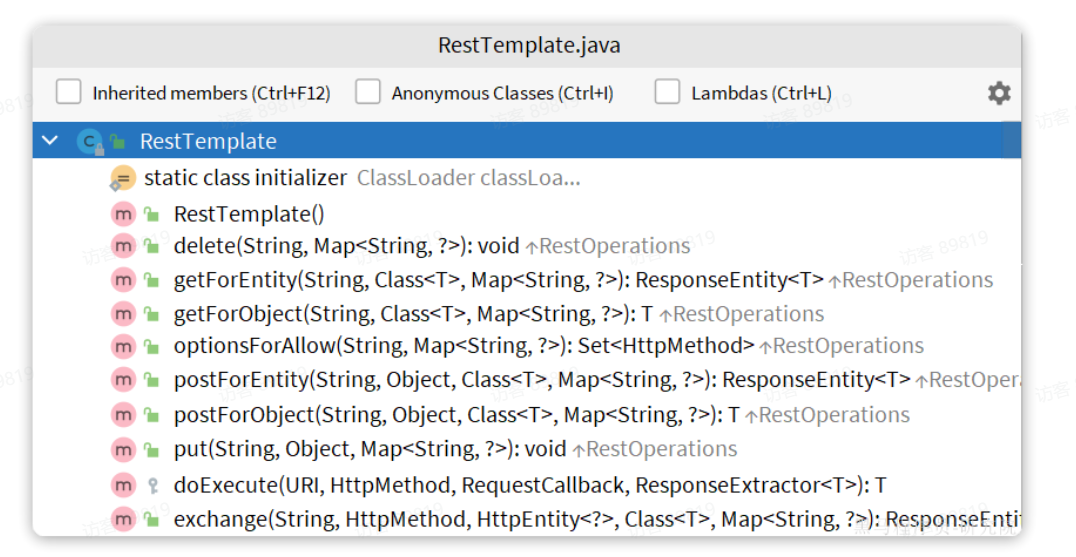 RestTemplate.java
Inherited members (Ctrl+F12) Anonymous Classes (Ctrl+I) Lambdas (Ctrl+L)
RestTemplate
static class initializer ClassLoader classLoa...
m RestTemplate()
m delete(String, Map<String, ?>): void ↑RestOperations
m getForEntity(String, Class<T>, Map<String, ?>): ResponseEntity<T> ↑RestOperations
m getForObject(String, Class<T>, Map<String, ?>): T ↑RestOperations
m optionsForAllow(String, Map<String, ?>): Set<HttpMethod> ↑RestOperations
m postForEntity(String, Object, Class<T>, Map<String, ?>): ResponseEntity<T> ↑RestOper
m postForObject(String, Object, Class<T>, Map<String, ?>): T ↑RestOperations
m put(String, Object, Map<String, ?>): void ↑RestOperations
m doExecute(URI, HttpMethod, RequestCallback, ResponseExtractor<T>): T
m exchange(String, HttpMethod, HttpEntity<?>, Class<T>, Map<String, ?>): ResponseEnti
访客 89819